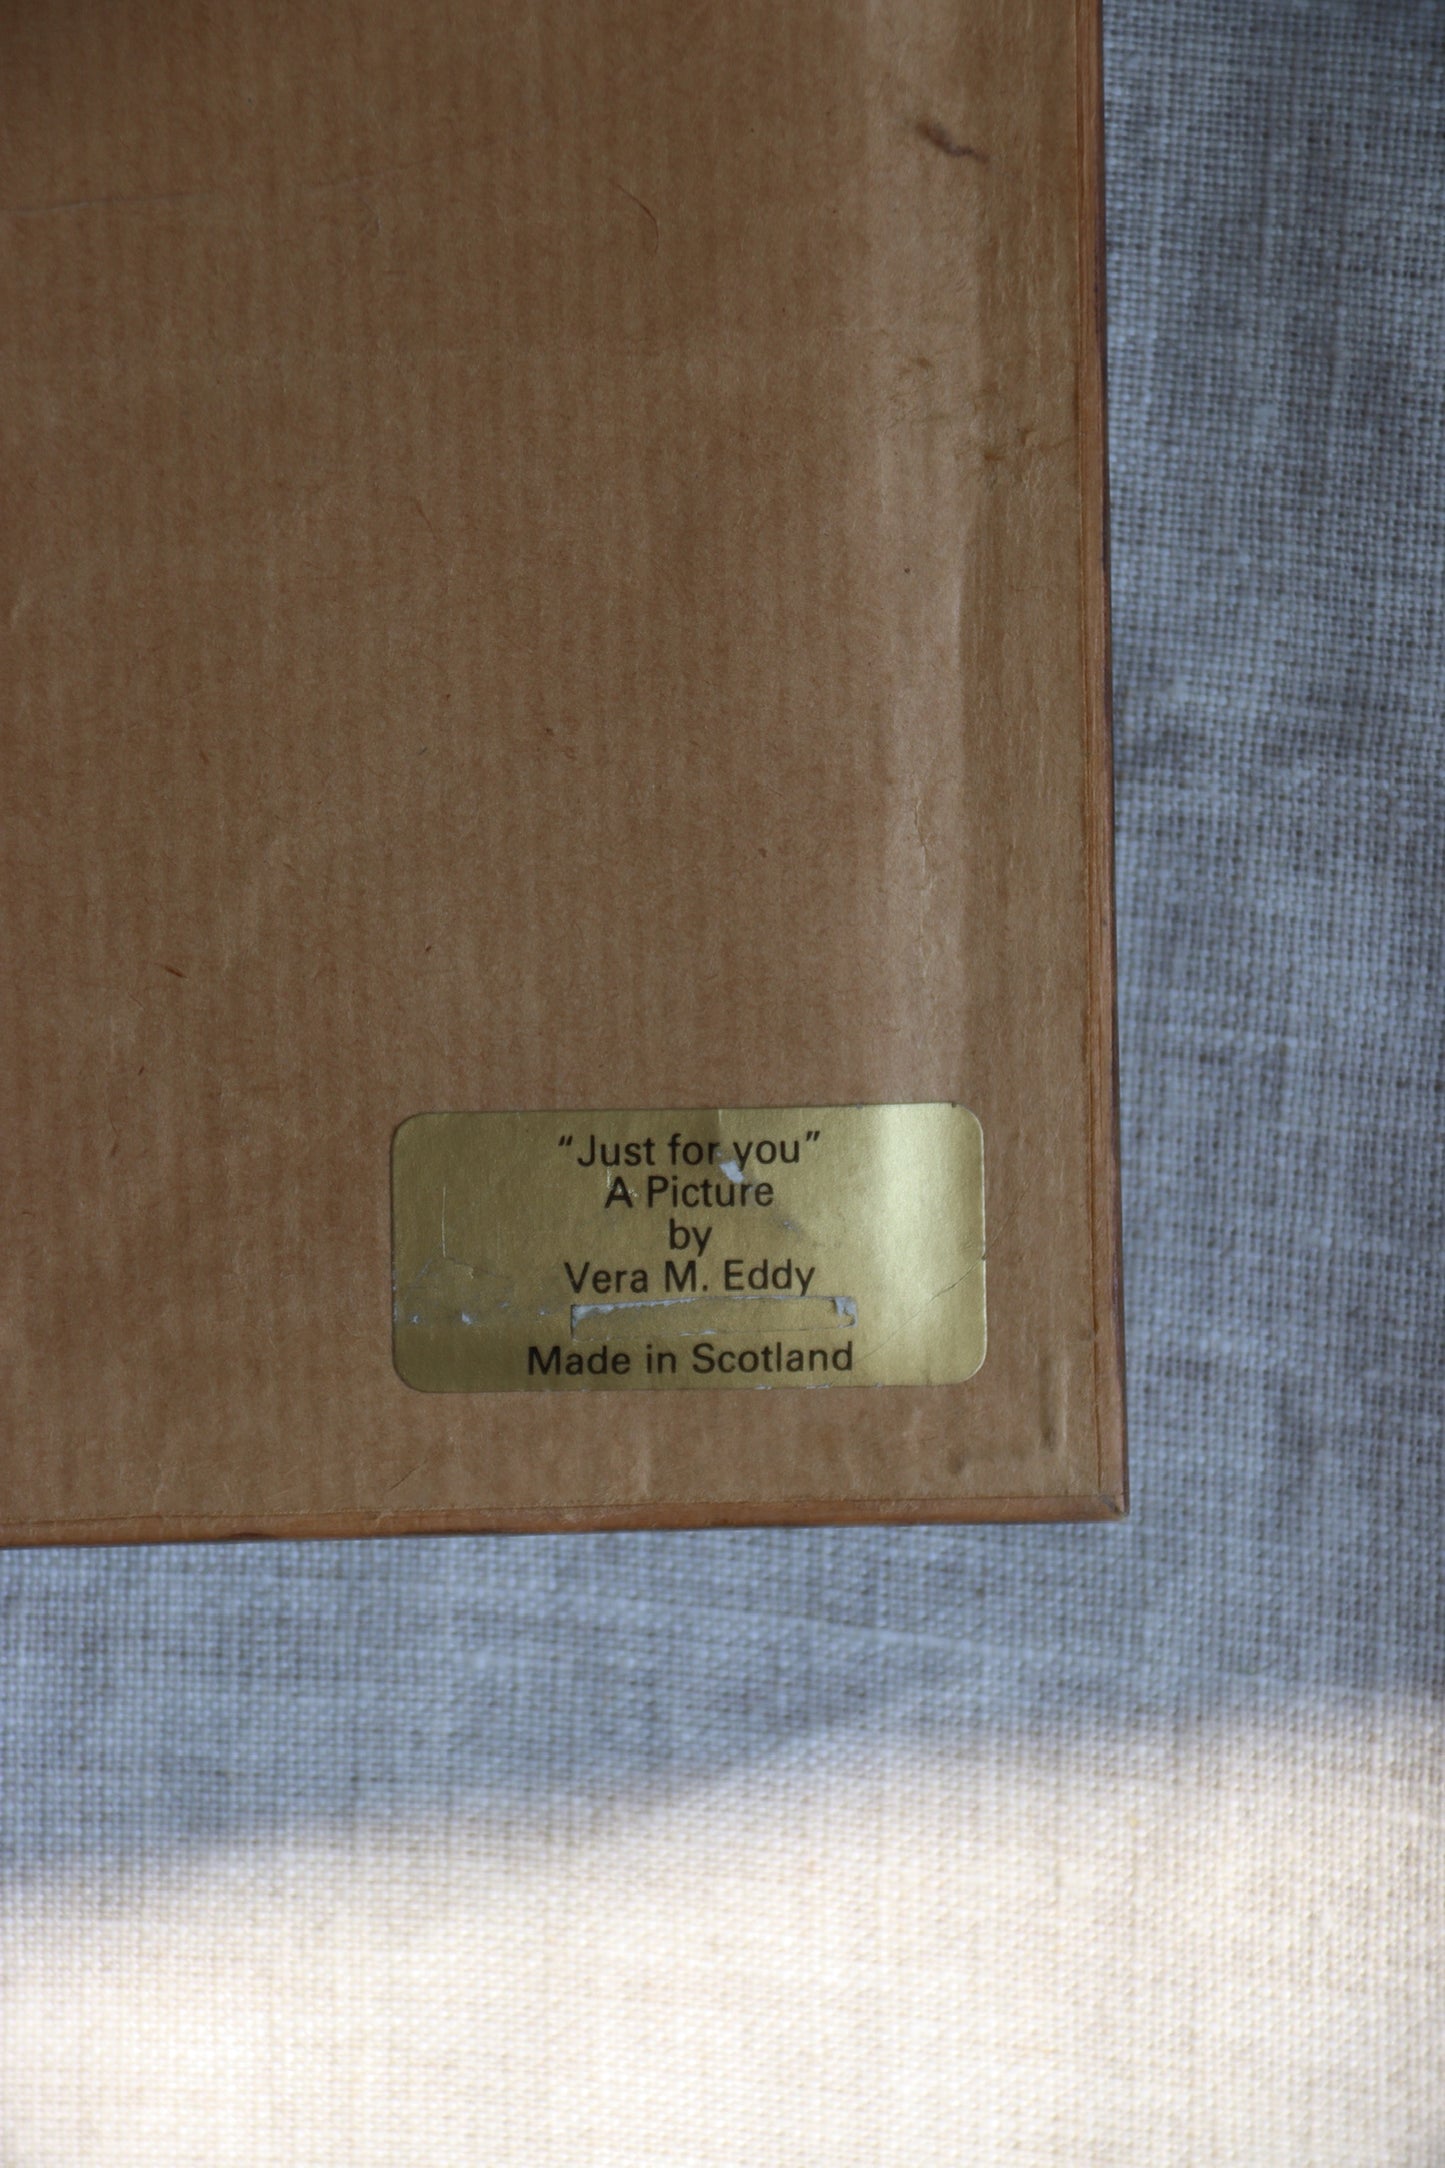 “Just for you”
A Picture
by
Vera M. Eddy
Made in Scotland